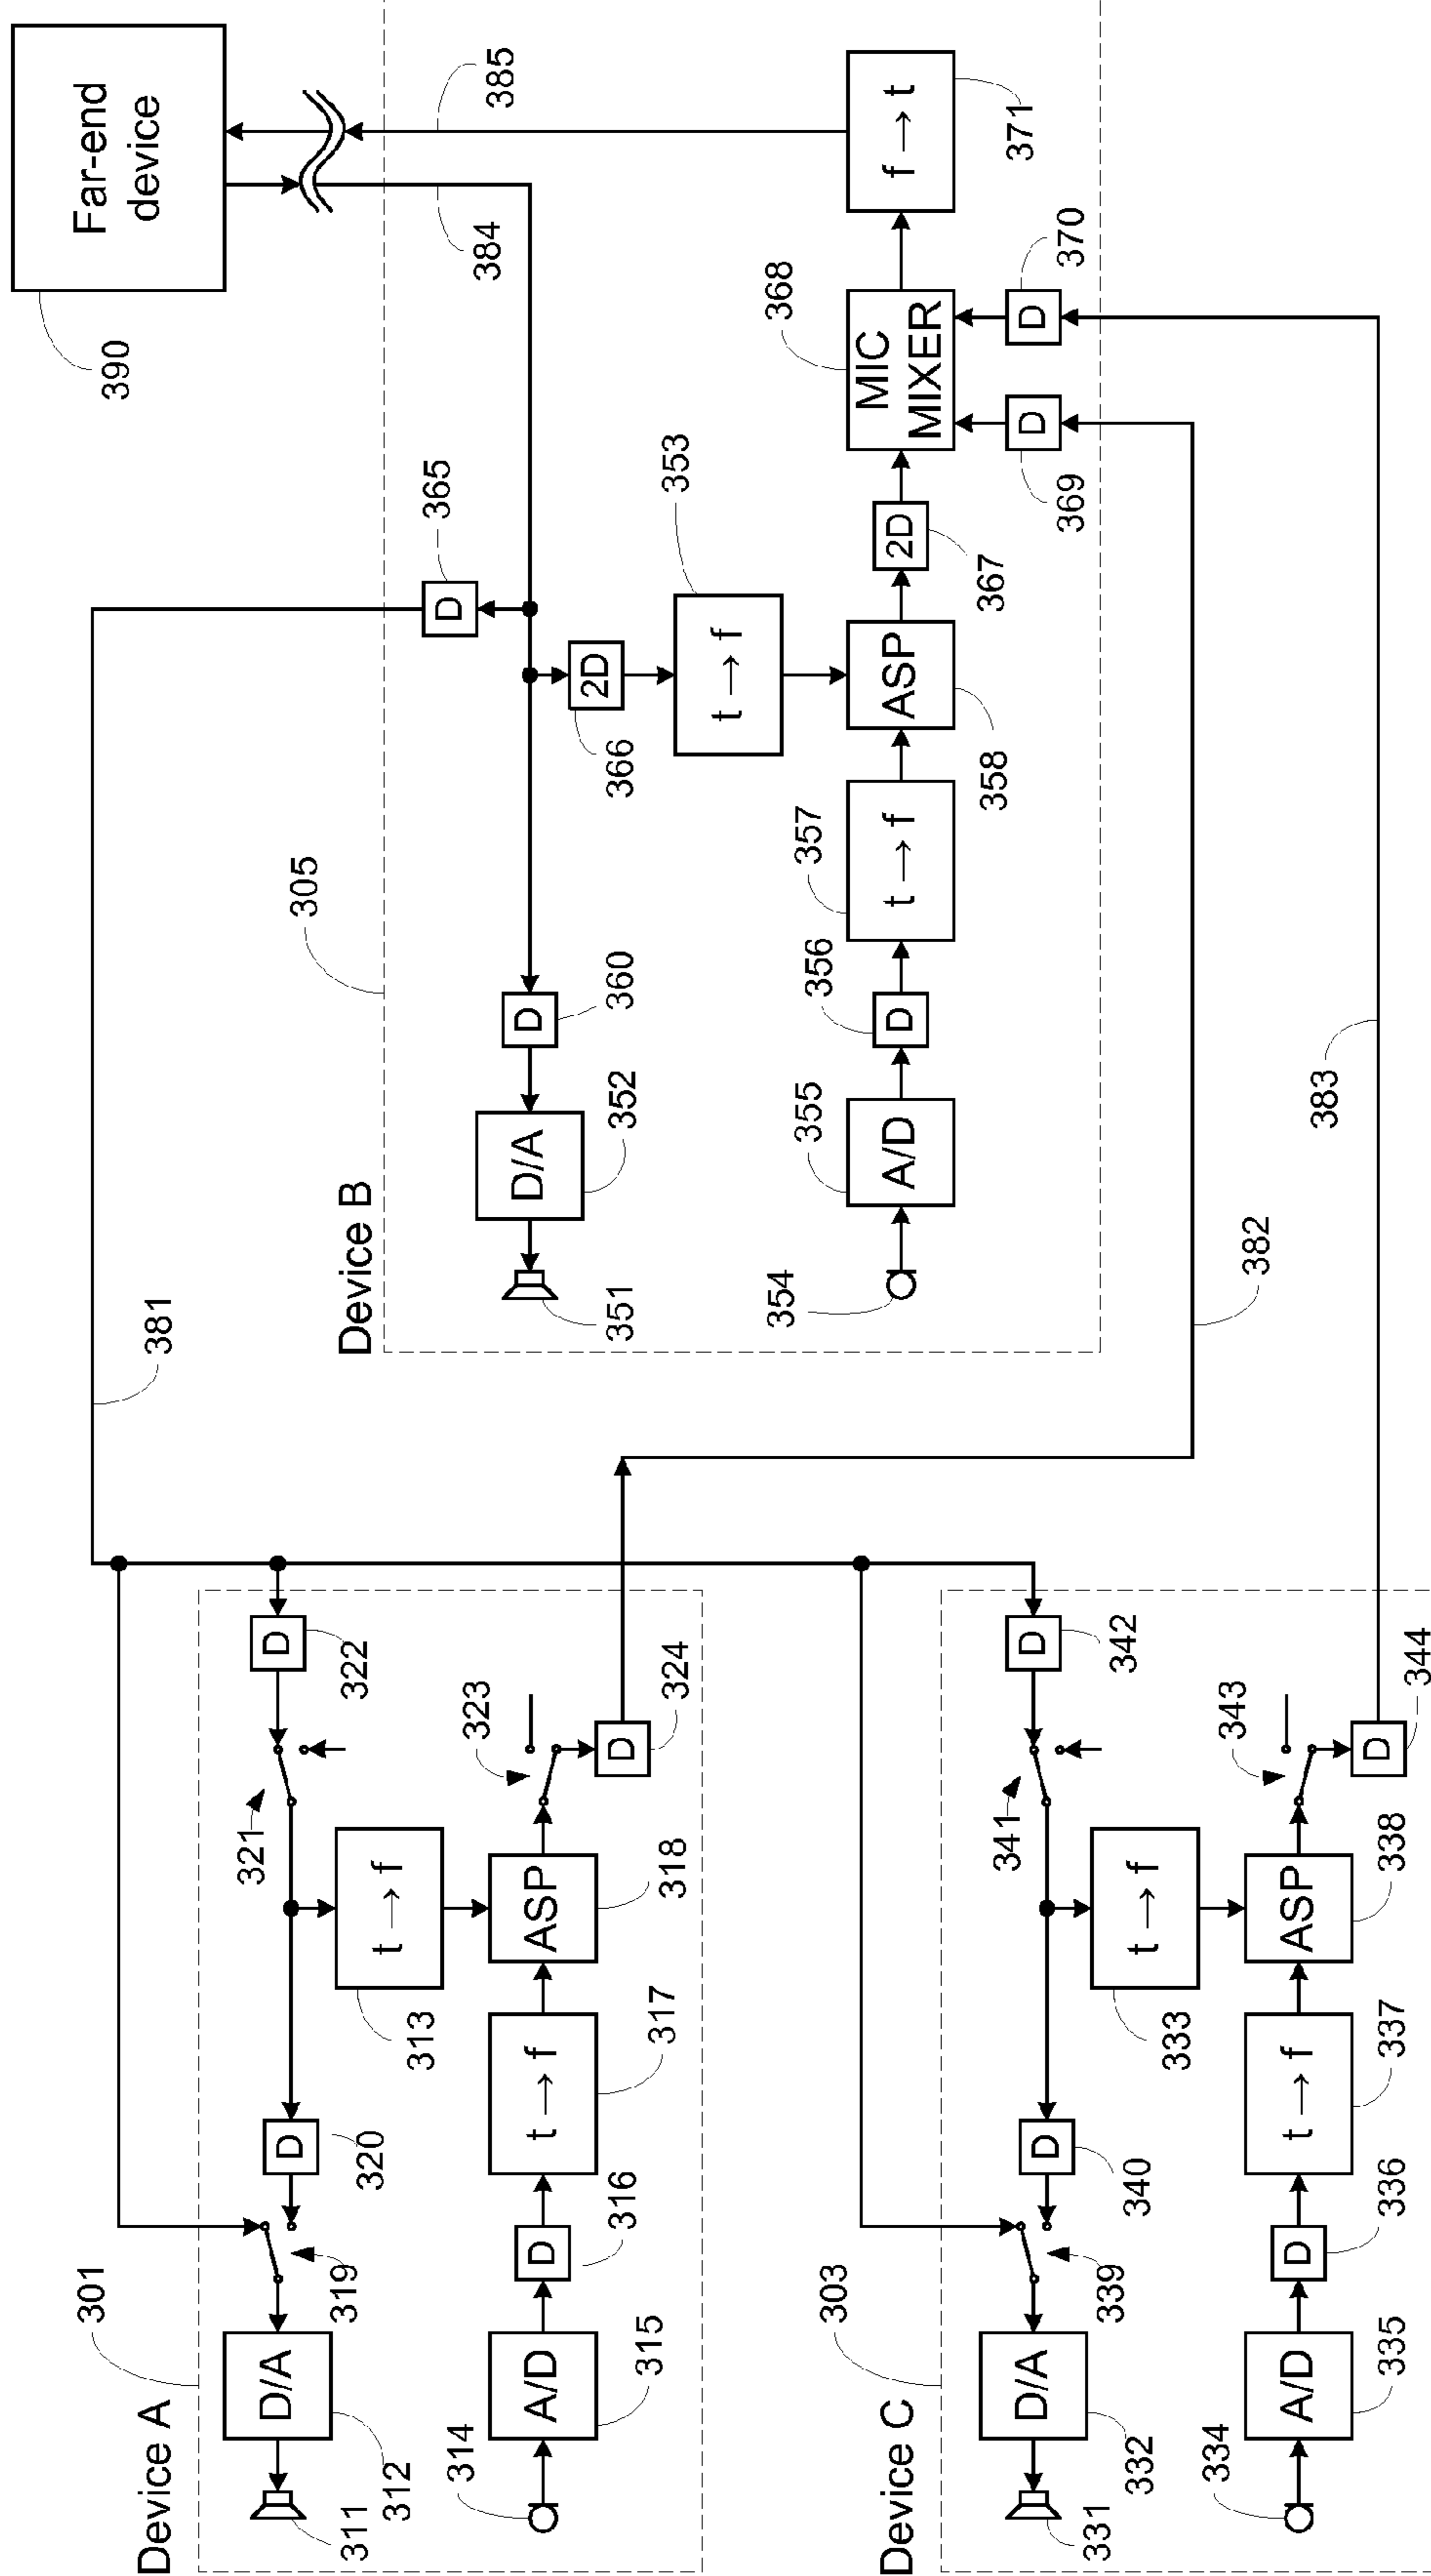 Far-end
device
390
384
385
365
D
305
Device B
351
D/A
352
D
360
2D
366
t → f
353
354
A/D
355
D
356
t → f
357
ASP
358
2D
367
MIC
MIXER
368
D
369
D
370
f → t
371
381
382
383
Device A
301
311
D/A
312
319
D
320
321
D
322
t → f
313
314
A/D
315
D
316
t → f
317
ASP
318
323
D
324
Device C
303
331
D/A
332
339
D
340
341
D
342
t → f
333
334
A/D
335
D
336
t → f
337
ASP
338
343
D
344